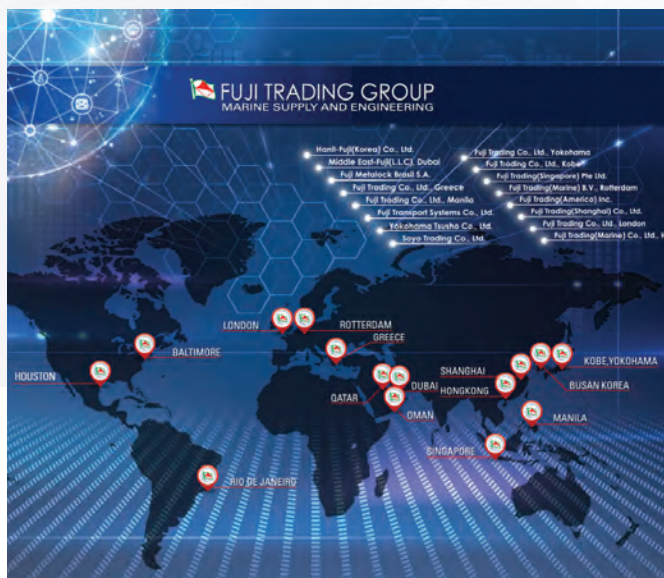 FUJI TRADING GROUP
MARINE SUPPLY AND ENGINEERING
Hanil-Fuji(Korea) Co., Ltd.
Middle East-Fuji(L.L.C), Dubai
Fuji Metalock Brasil S.A.
Fuji Trading Co., Ltd., Greece
Fuji Trading Co., Ltd., Manila
Fuji Transport Systems Co., Ltd.
Yokohama Tsusho Co., Ltd.
Soyo Trading Co., Ltd.
Fuji Trading Co., Ltd., Yokohama
Fuji Trading Co., Ltd., Kobe
Fuji Trading(Singapore) Pte Ltd.
Fuji Trading(Marine) B.V., Rotterdam
Fuji Trading(America) Inc.
Fuji Trading(Shanghai) Co., Ltd.
Fuji Trading Co., Ltd., London
Fuji Trading(Marine) Co., Ltd.,
LONDON
ROTTERDAM
GREECE
BALTIMORE
HOUSTON
SHANGHAI
KOBE,YOKOHAMA
QATAR
DUBAI
HONGKONG
BUSAN KOREA
OMAN
MANILA
SINGAPORE
RIO DE JANEIRO